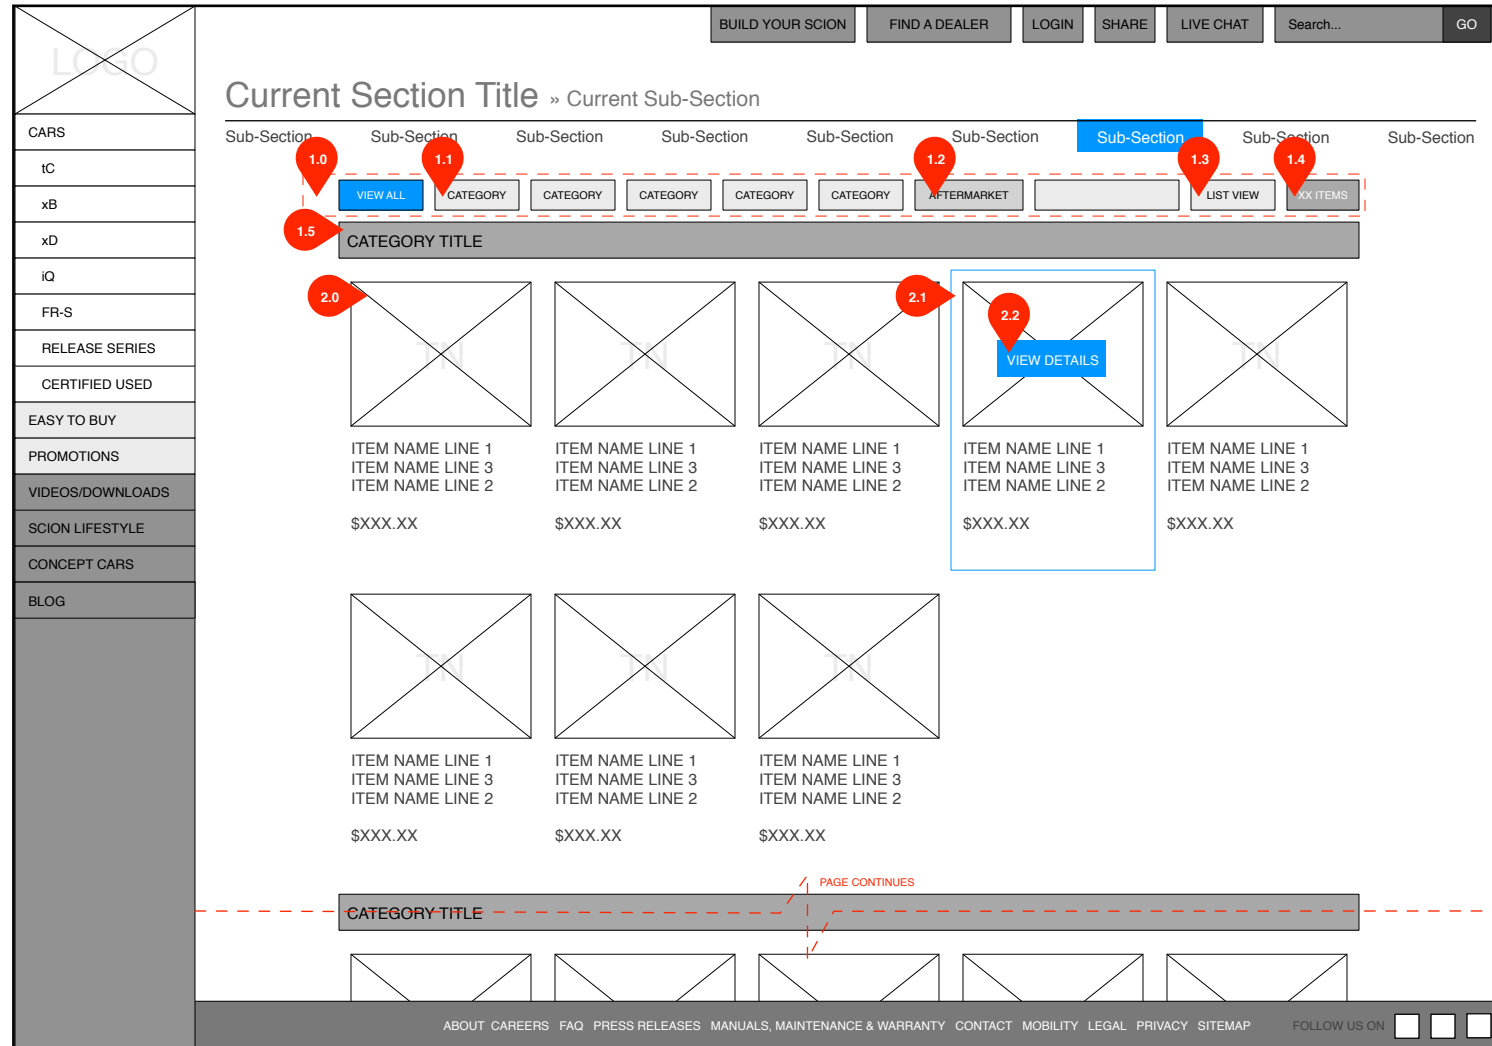 LOGO
BUILD YOUR SCION FIND A DEALER LOGIN SHARE LIVE CHAT Search... GO
Current Section Title » Current Sub-Section
Sub-Section Sub-Section Sub-Section Sub-Section Sub-Section Sub-Section Sub-Section Sub-Section Sub-Section
1.0 1.1 1.2 1.3 1.4
VIEW ALL CATEGORY CATEGORY CATEGORY CATEGORY CATEGORY AFTERMARKET LIST VIEW XX ITEMS
1.5
CATEGORY TITLE
CARS
tC
xB
xD
iQ
FR-S
RELEASE SERIES
CERTIFIED USED
EASY TO BUY
PROMOTIONS
VIDEOS/DOWNLOADS
SCION LIFESTYLE
CONCEPT CARS
BLOG
2.0 2.1 2.2
TN TN TN VIEW DETAILS TN
ITEM NAME LINE 1 ITEM NAME LINE 1 ITEM NAME LINE 1 ITEM NAME LINE 1 ITEM NAME LINE 1
ITEM NAME LINE 3 ITEM NAME LINE 3 ITEM NAME LINE 3 ITEM NAME LINE 3 ITEM NAME LINE 3
ITEM NAME LINE 2 ITEM NAME LINE 2 ITEM NAME LINE 2 ITEM NAME LINE 2 ITEM NAME LINE 2
$XXX.XX $XXX.XX $XXX.XX $XXX.XX $XXX.XX
TN TN TN
ITEM NAME LINE 1 ITEM NAME LINE 1 ITEM NAME LINE 1
ITEM NAME LINE 3 ITEM NAME LINE 3 ITEM NAME LINE 3
ITEM NAME LINE 2 ITEM NAME LINE 2 ITEM NAME LINE 2
$XXX.XX $XXX.XX $XXX.XX
PAGE CONTINUES
CATEGORY TITLE
ABOUT CAREERS FAQ PRESS RELEASES MANUALS, MAINTENANCE & WARRANTY CONTACT MOBILITY LEGAL PRIVACY SITEMAP FOLLOW US ON